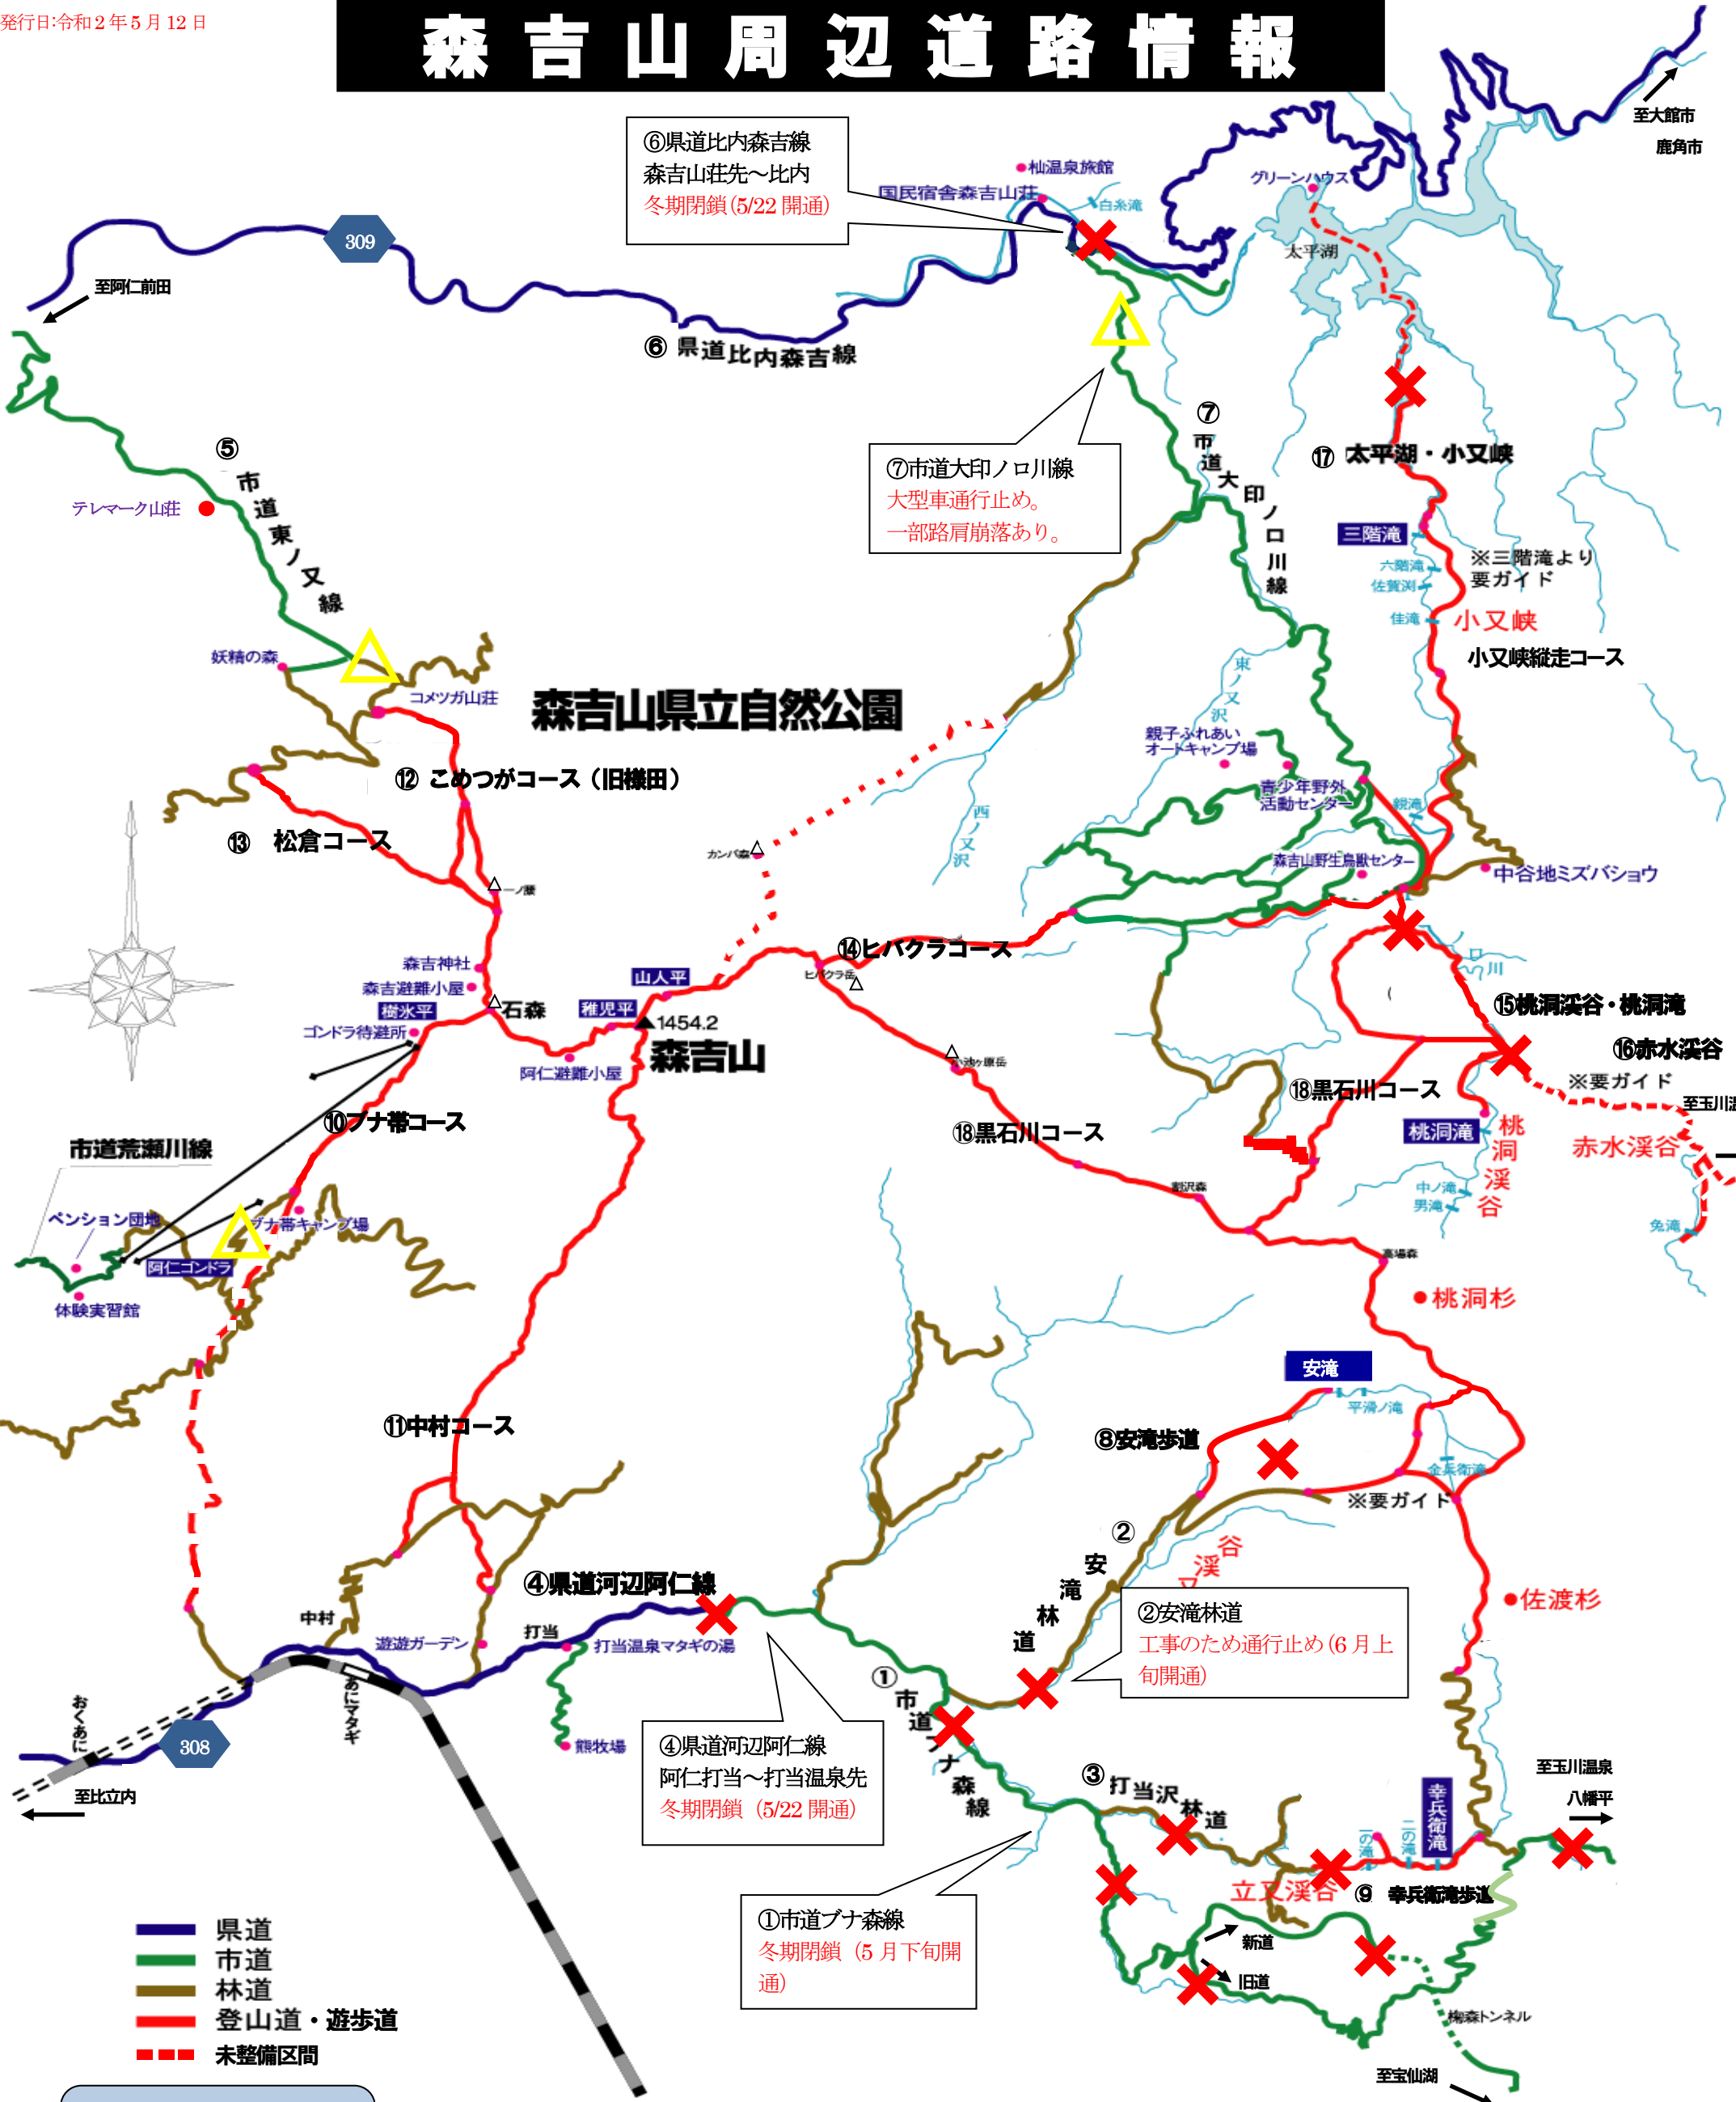 発行日:令和2年5月12日
森吉山周辺道路情報
至大館市
鹿角市
⑥県道比内森吉線
森吉山荘先～比内
冬期閉鎖(5/22開通)
杣温泉旅館
国民宿舎森吉山荘
白糸滝
グリーンハウス
太平湖
309
至阿仁前田
⑥ 県道比内森吉線
⑤
市道東ノ又線
テレマーク山荘
⑦
市道大印ノロ川線
⑦市道大印ノロ川線
大型車通行止め。
一部路肩崩落あり。
⑰ 太平湖・小又峡
三階滝
※三階滝より
要ガイド
六階滝
佐賀渕
佳滝
小又峡
小又峡縦走コース
妖精の森
コメツガ山荘
森吉山県立自然公園
東ノ又沢
親子ふれあい
オートキャンプ場
青少年野外
活動センター
親滝
西ノ又沢
⑫ こめつがコース（旧様田）
⑬ 松倉コース
カンバ森
一ノ腰
森吉山野生鳥獣センター
中谷地ミズバショウ
⑭ヒバクラコース
ヒバクラ岳
ノロ川
森吉神社
森吉避難小屋
樹氷平
ゴンドラ待避所
石森
稚児平
山人平
1454.2
森吉山
阿仁避難小屋
小池ヶ原岳
⑮桃洞渓谷・桃洞滝
⑯赤水渓谷
※要ガイド
至玉川温
赤水渓谷
⑱黒石川コース
⑱黒石川コース
桃洞滝
桃洞渓谷
中ノ滝
男滝
兎滝
割沢森
高場森
桃洞杉
⑩ブナ帯コース
市道荒瀬川線
ペンション団地
ブナ帯キャンプ場
阿仁ゴンドラ
体験実習館
⑪中村コース
安滝
平滑ノ滝
⑧安滝歩道
金兵衛滝
※要ガイド
②
安滝林道
又渓谷
佐渡杉
②安滝林道
工事のため通行止め(6月上
旬開通)
④県道河辺阿仁線
中村
遊遊ガーデン
打当
打当温泉マタギの湯
あにマタギ
おくあに
308
至比立内
熊牧場
④県道河辺阿仁線
阿仁打当～打当温泉先
冬期閉鎖（5/22開通）
①
市道ブナ森線
①市道ブナ森線
冬期閉鎖（5月下旬開
通）
③
打当沢林道
幸兵衛滝
一の滝
二の滝
至玉川温泉
八幡平
立又渓谷
⑨ 幸兵衛滝歩道
新道
旧道
至宝仙湖
県道
市道
林道
登山道・遊歩道
未整備区間